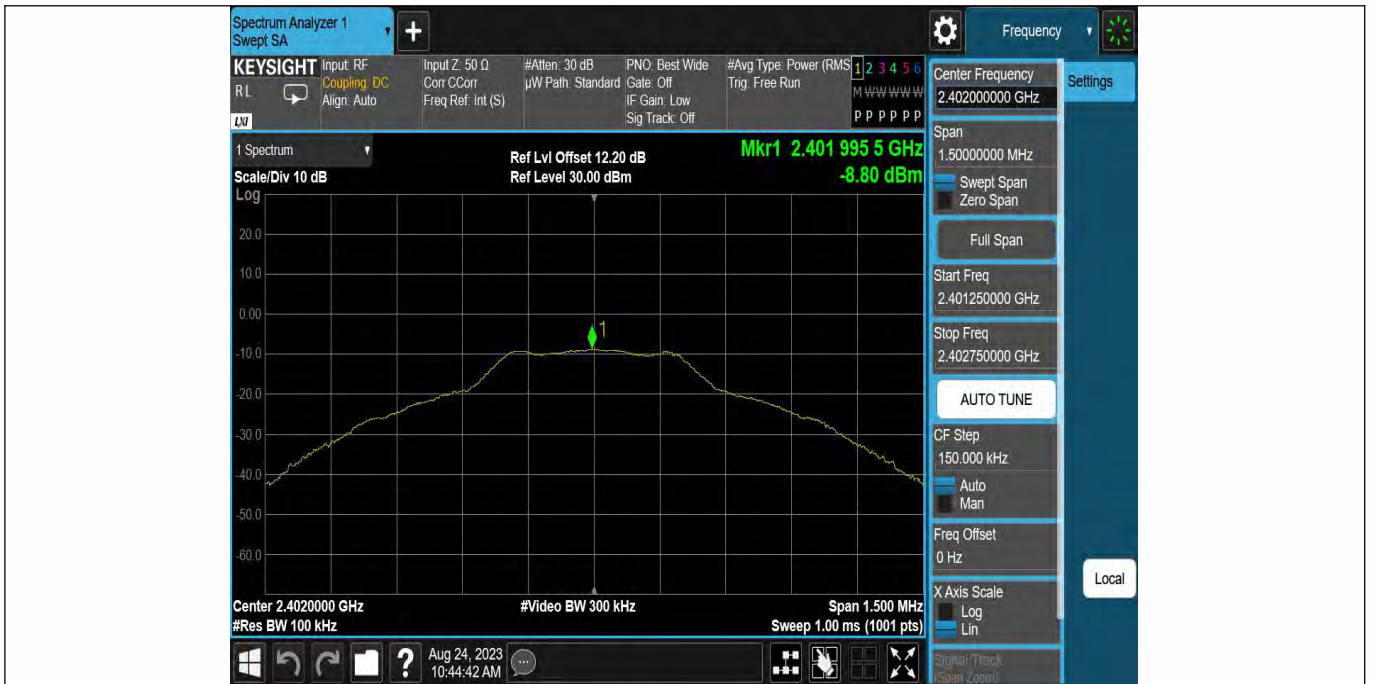 Spectrum Analyzer 1
Swept SA
+
Frequency
KEYSIGHT
RL
LXI
Input: RF
Coupling: DC
Align: Auto
Input Z: 50 Ω
Corr CCorr
Freq Ref: Int (S)
#Atten: 30 dB
µW Path: Standard
PNO: Best Wide
Gate: Off
IF Gain: Low
Sig Track: Off
#Avg Type: Power (RMS
Trig: Free Run
1 2 3 4 5 6
M W W W W W
P P P P P P
1 Spectrum
Scale/Div 10 dB
Log
Ref Lvl Offset 12.20 dB
Ref Level 30.00 dBm
Mkr1 2.401 995 5 GHz
-8.80 dBm
20.0
10.0
0.00
-10.0
-20.0
-30.0
-40.0
-50.0
-60.0
1
Center 2.4020000 GHz
#Res BW 100 kHz
#Video BW 300 kHz
Span 1.500 MHz
Sweep 1.00 ms (1001 pts)
Center Frequency
2.402000000 GHz
Settings
Span
1.50000000 MHz
Swept Span
Zero Span
Full Span
Start Freq
2.401250000 GHz
Stop Freq
2.402750000 GHz
AUTO TUNE
CF Step
150.000 kHz
Auto
Man
Freq Offset
0 Hz
Local
X Axis Scale
Log
Lin
Signal Track
(Span Zoom)
?
Aug 24, 2023
10:44:42 AM